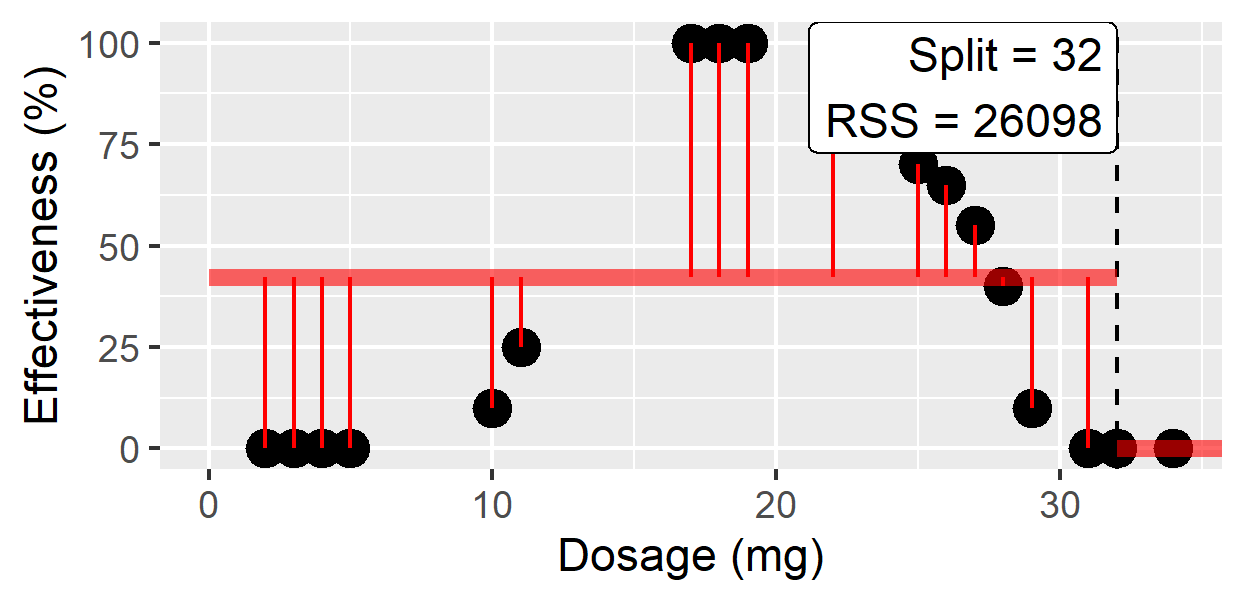 Split = 32
RSS = 26098
100
75
50
25
0
Effectiveness (%)
0 10 20 30
Dosage (mg)